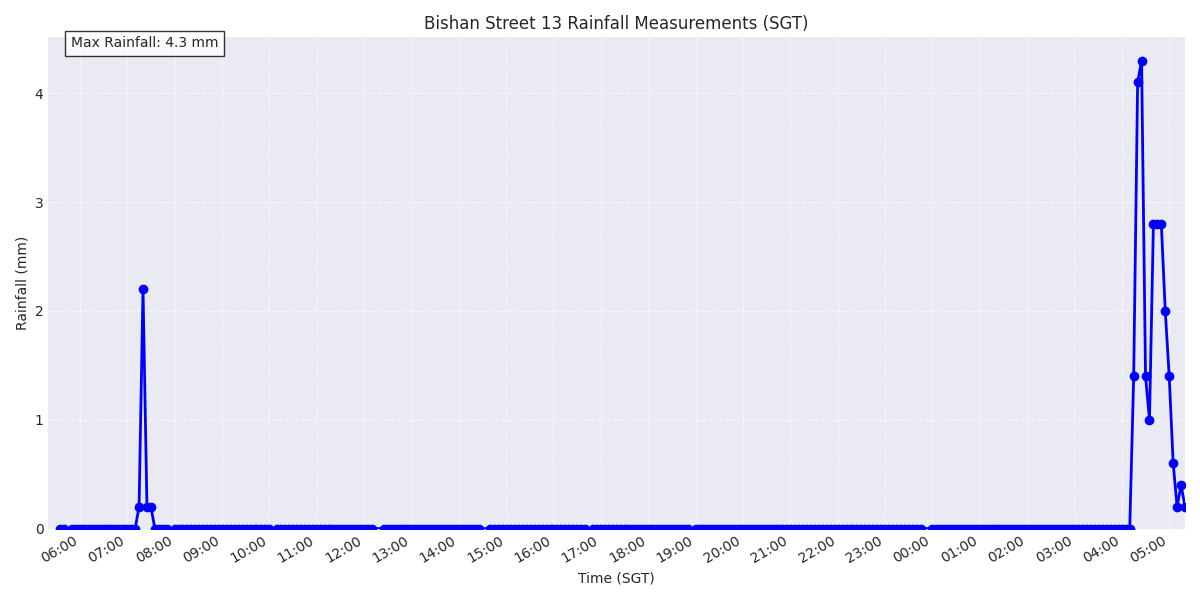 Bishan Street 13 Rainfall Measurements (SGT)
Max Rainfall: 4.3 mm
4
3
2
1
0
Rainfall (mm)
06:00 07:00 08:00 09:00 10:00 11:00 12:00 13:00 14:00 15:00 16:00 17:00 18:00 19:00 20:00 21:00 22:00 23:00 00:00 01:00 02:00 03:00 04:00 05:00
Time (SGT)